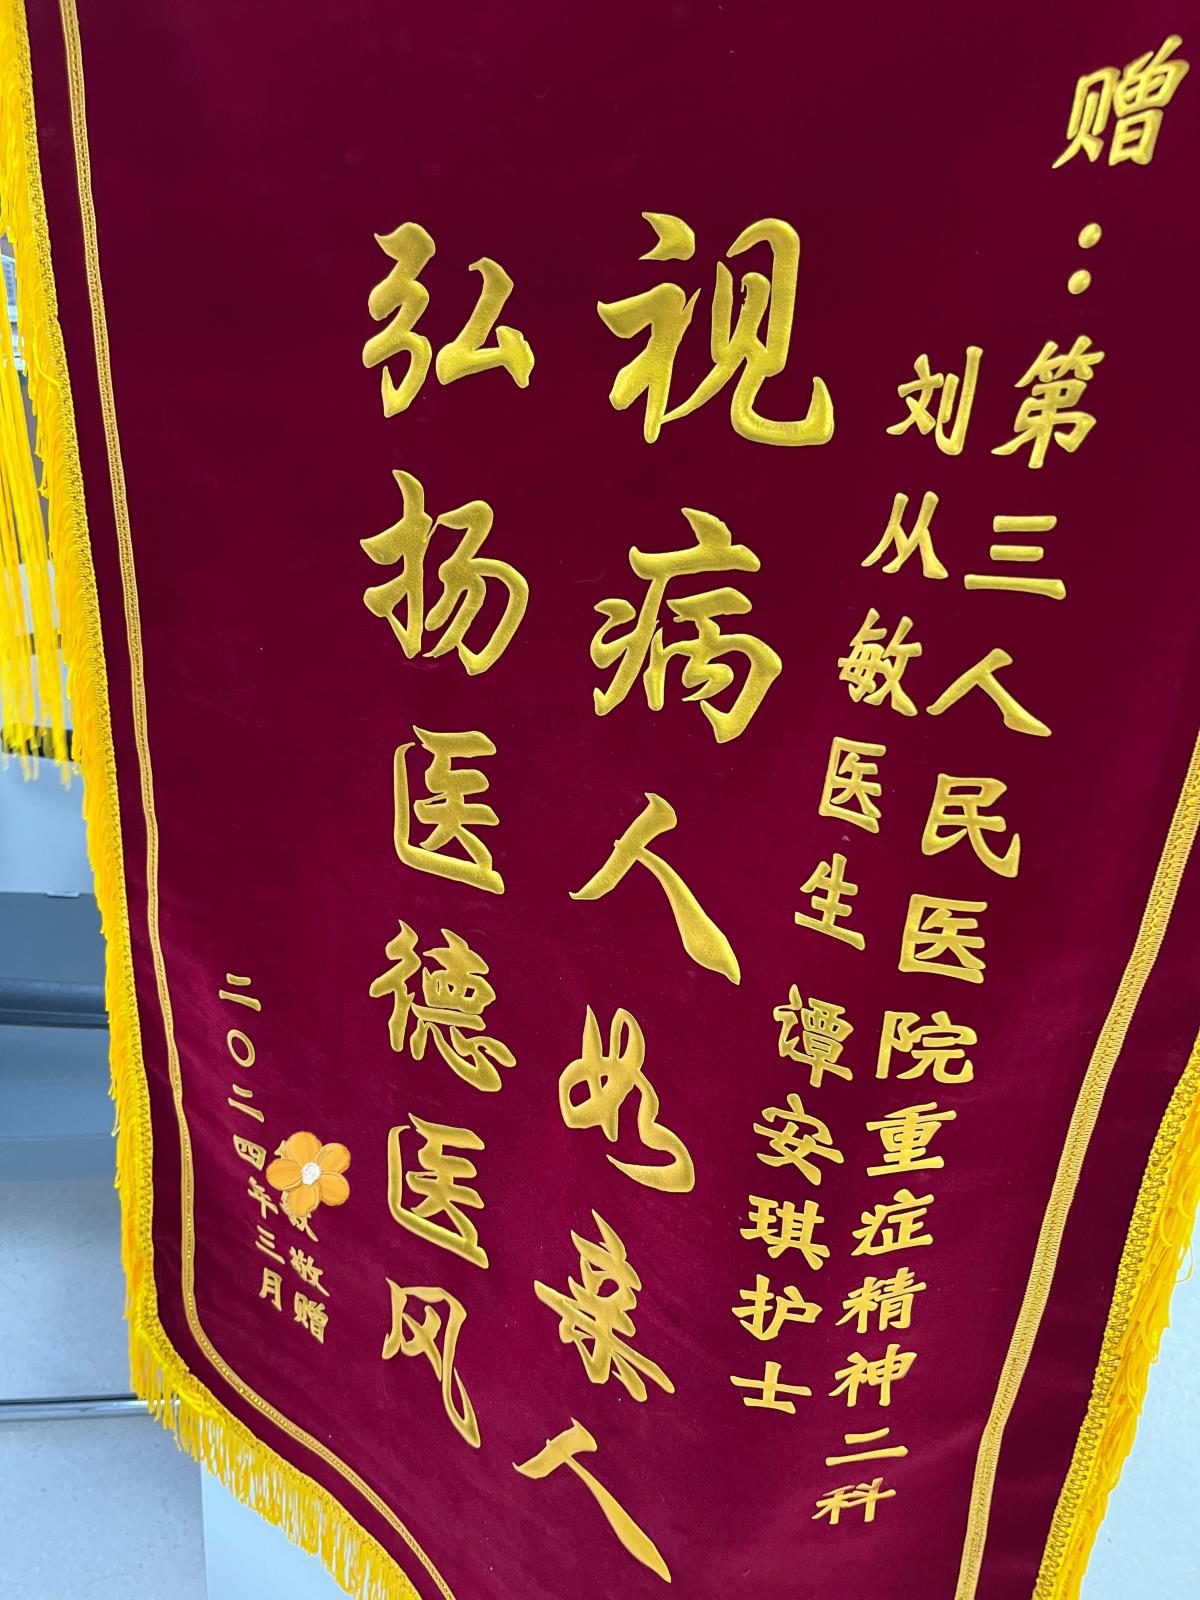 赠：第三人民医院重症精神二科
刘从敏医生 谭安琪护士
视病人如亲人
弘扬医德医风
敬赠
二〇二四年三月